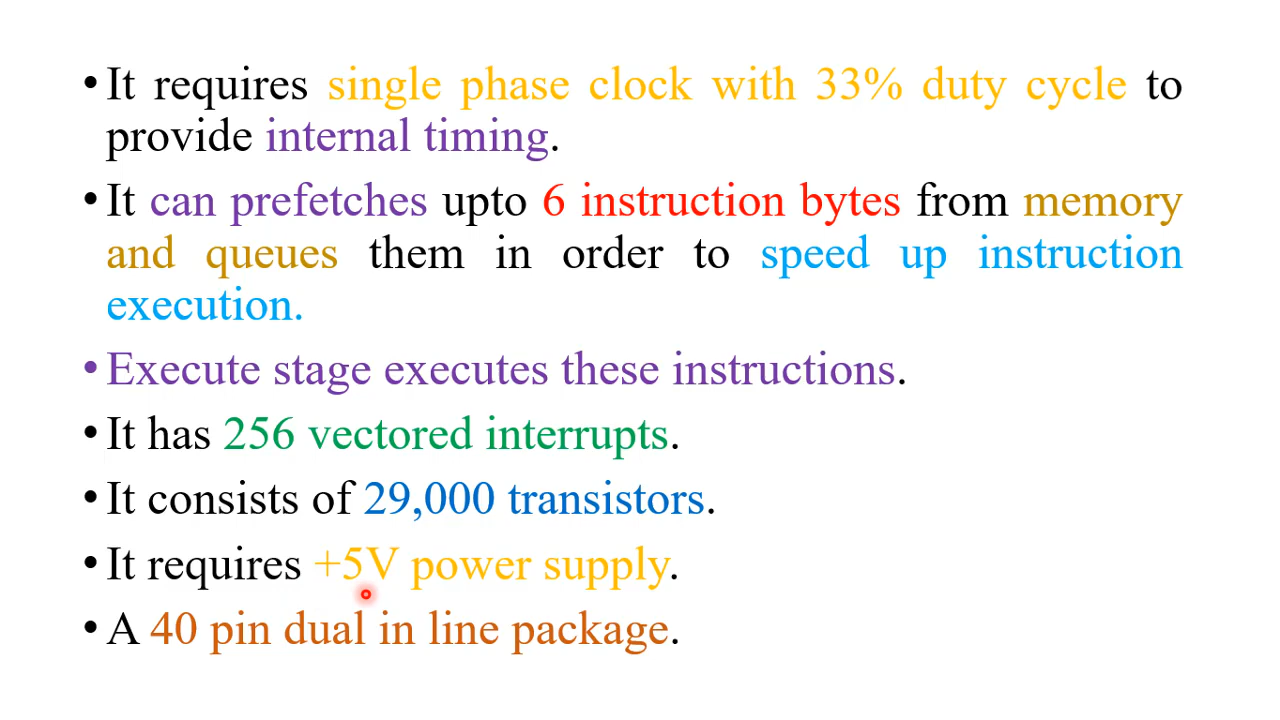 •It requires single phase clock with 33% duty cycle to
provide internal timing.
•It can prefetches upto 6 instruction bytes from memory
and queues them in order to speed up instruction
execution.
•Execute stage executes these instructions.
•It has 256 vectored interrupts.
•It consists of 29,000 transistors.
•It requires +5V power supply.
•A 40 pin dual in line package.